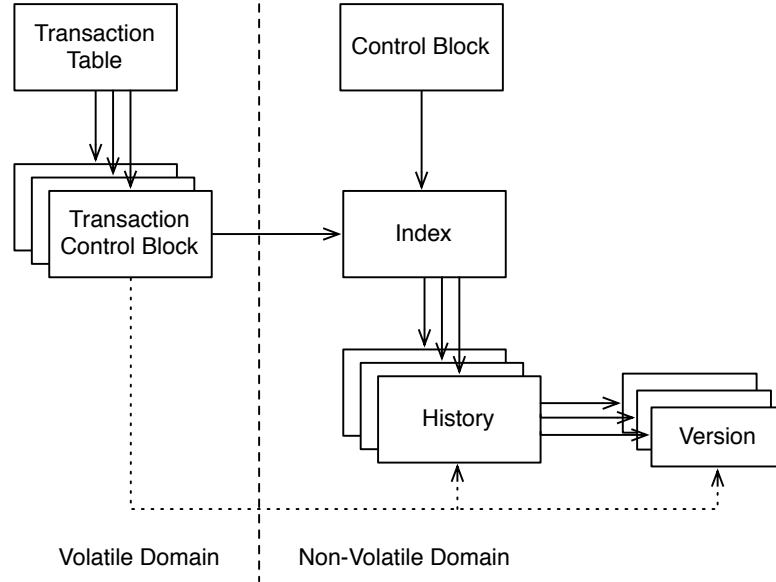 Transaction
Table
Control Block
Transaction
Control Block
Index
History
Version
Volatile Domain
Non-Volatile Domain